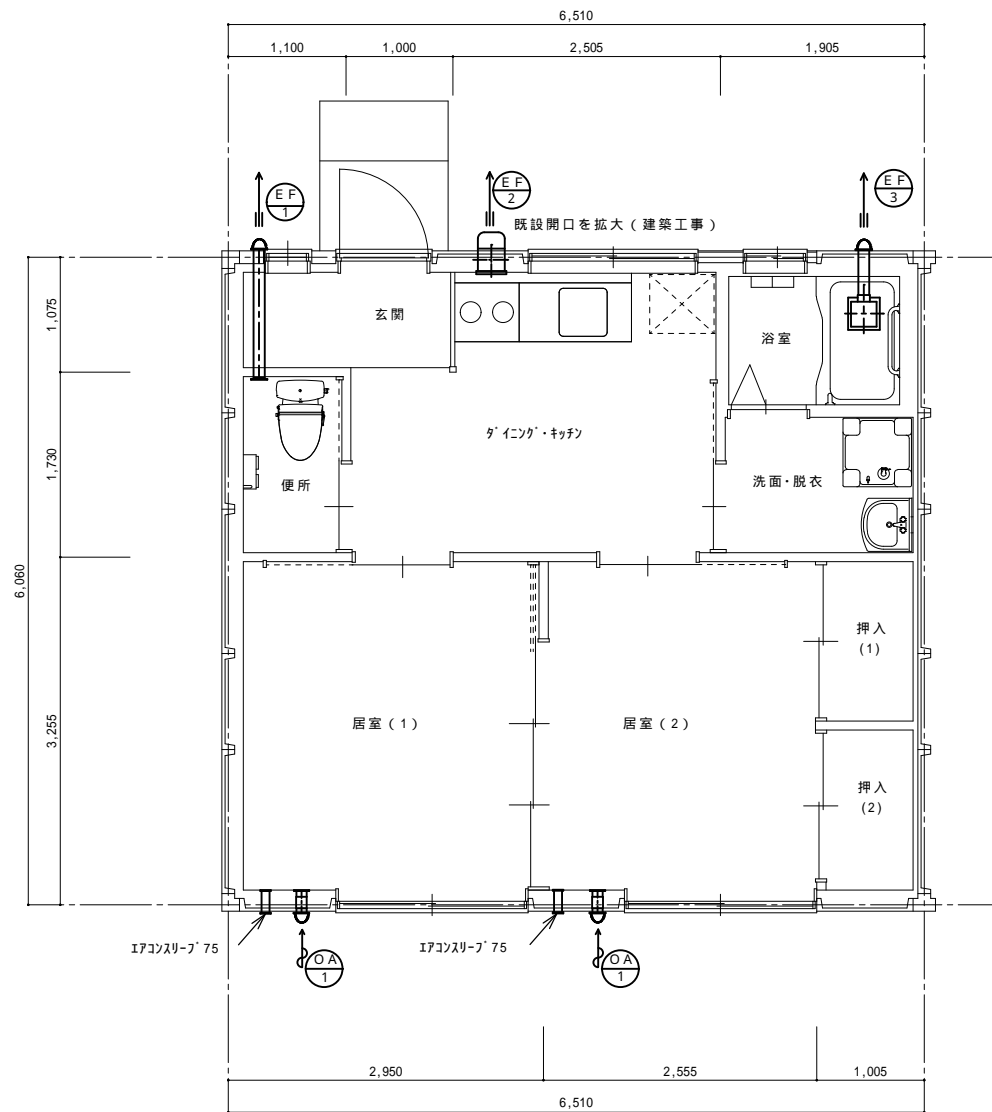 6,510
1,100
1,000
2,505
1,905
EF
1
EF
2
EF
3
既設開口を拡大（建築工事）
1,075
1,730
3,255
6,060
玄関
浴室
ﾀﾞｲﾆﾝｸﾞ･ｷｯﾁﾝ
便所
洗面・脱衣
押入
(1)
居室（1）
居室（2）
押入
(2)
ｴｱｺﾝｽﾘｰﾌﾞ75
ｴｱｺﾝｽﾘｰﾌﾞ75
OA
1
OA
1
2,950
2,555
1,005
6,510